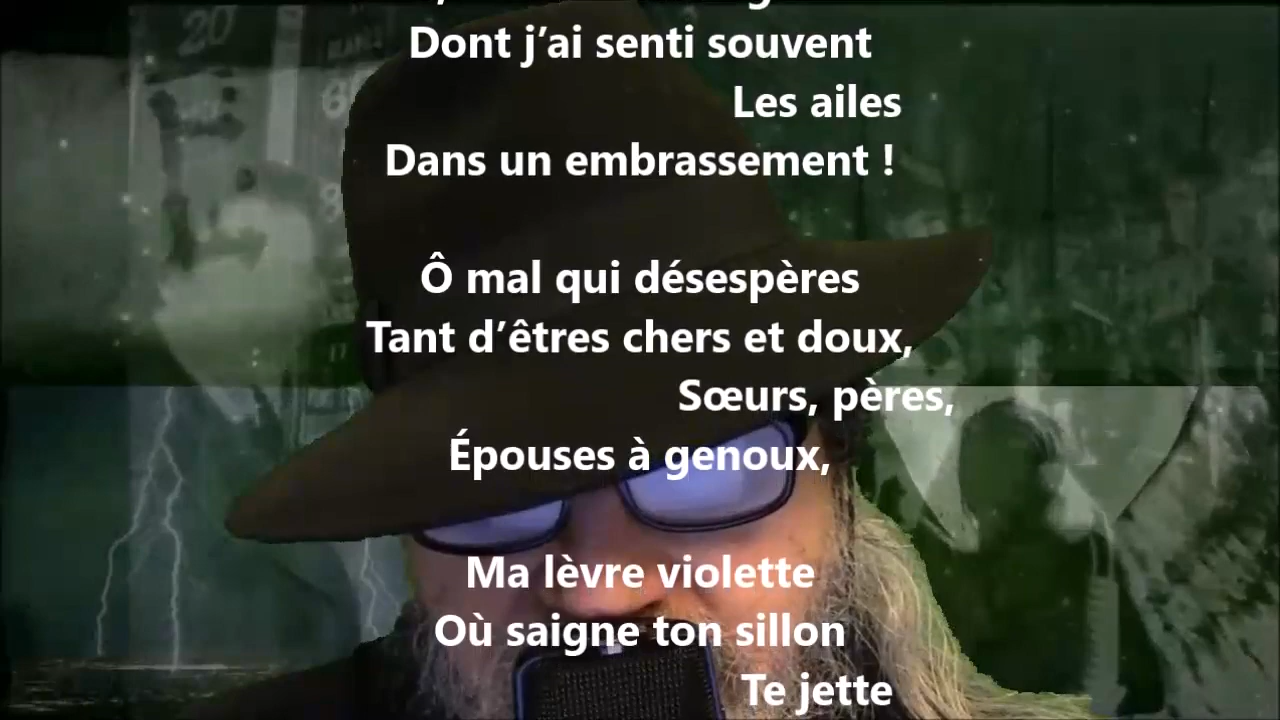 20
Dont j’ai senti souvent
Les ailes
Dans un embrassement !
Ô mal qui désespères
Tant d’êtres chers et doux,
Sœurs, pères,
Épouses à genoux,
Ma lèvre violette
Où saigne ton sillon
Te jette